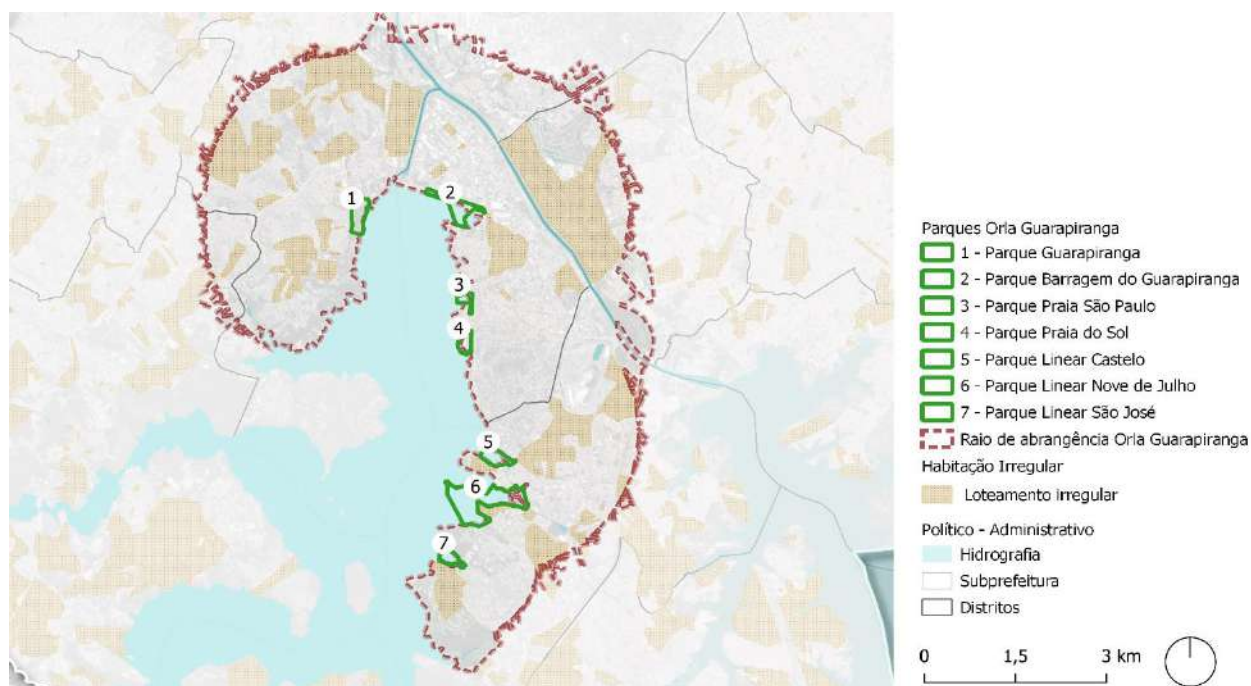 1
2
3
4
5
6
7
Parques Orla Guarapiranga
1 - Parque Guarapiranga
2 - Parque Barragem do Guarapiranga
3 - Parque Praia São Paulo
4 - Parque Praia do Sol
5 - Parque Linear Castelo
6 - Parque Linear Nove de Julho
7 - Parque Linear São José
Raio de abrangência Orla Guarapiranga
Habitação Irregular
Loteamento irregular
Político - Administrativo
Hidrografia
Subprefeitura
Distritos
0 1,5 3 km